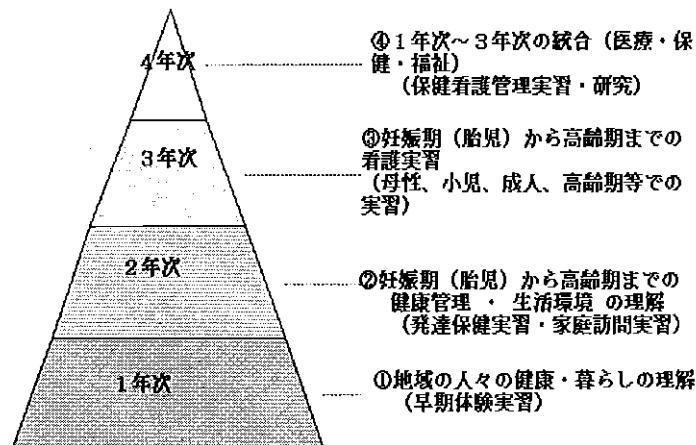 4年次
④1年次～3年次の統合（医療・保
健・福祉）
（保健看護管理実習・研究）
3年次
③妊娠期（胎児）から高齢期までの
看護実習
（母性、小児、成人、高齢期等での
実習）
2年次
②妊娠期（胎児）から高齢期までの
健康管理 ・ 生活環境 の理解
（発達保健実習・家庭訪問実習）
1年次
①地域の人々の健康・暮らしの理解
（早期体験実習）